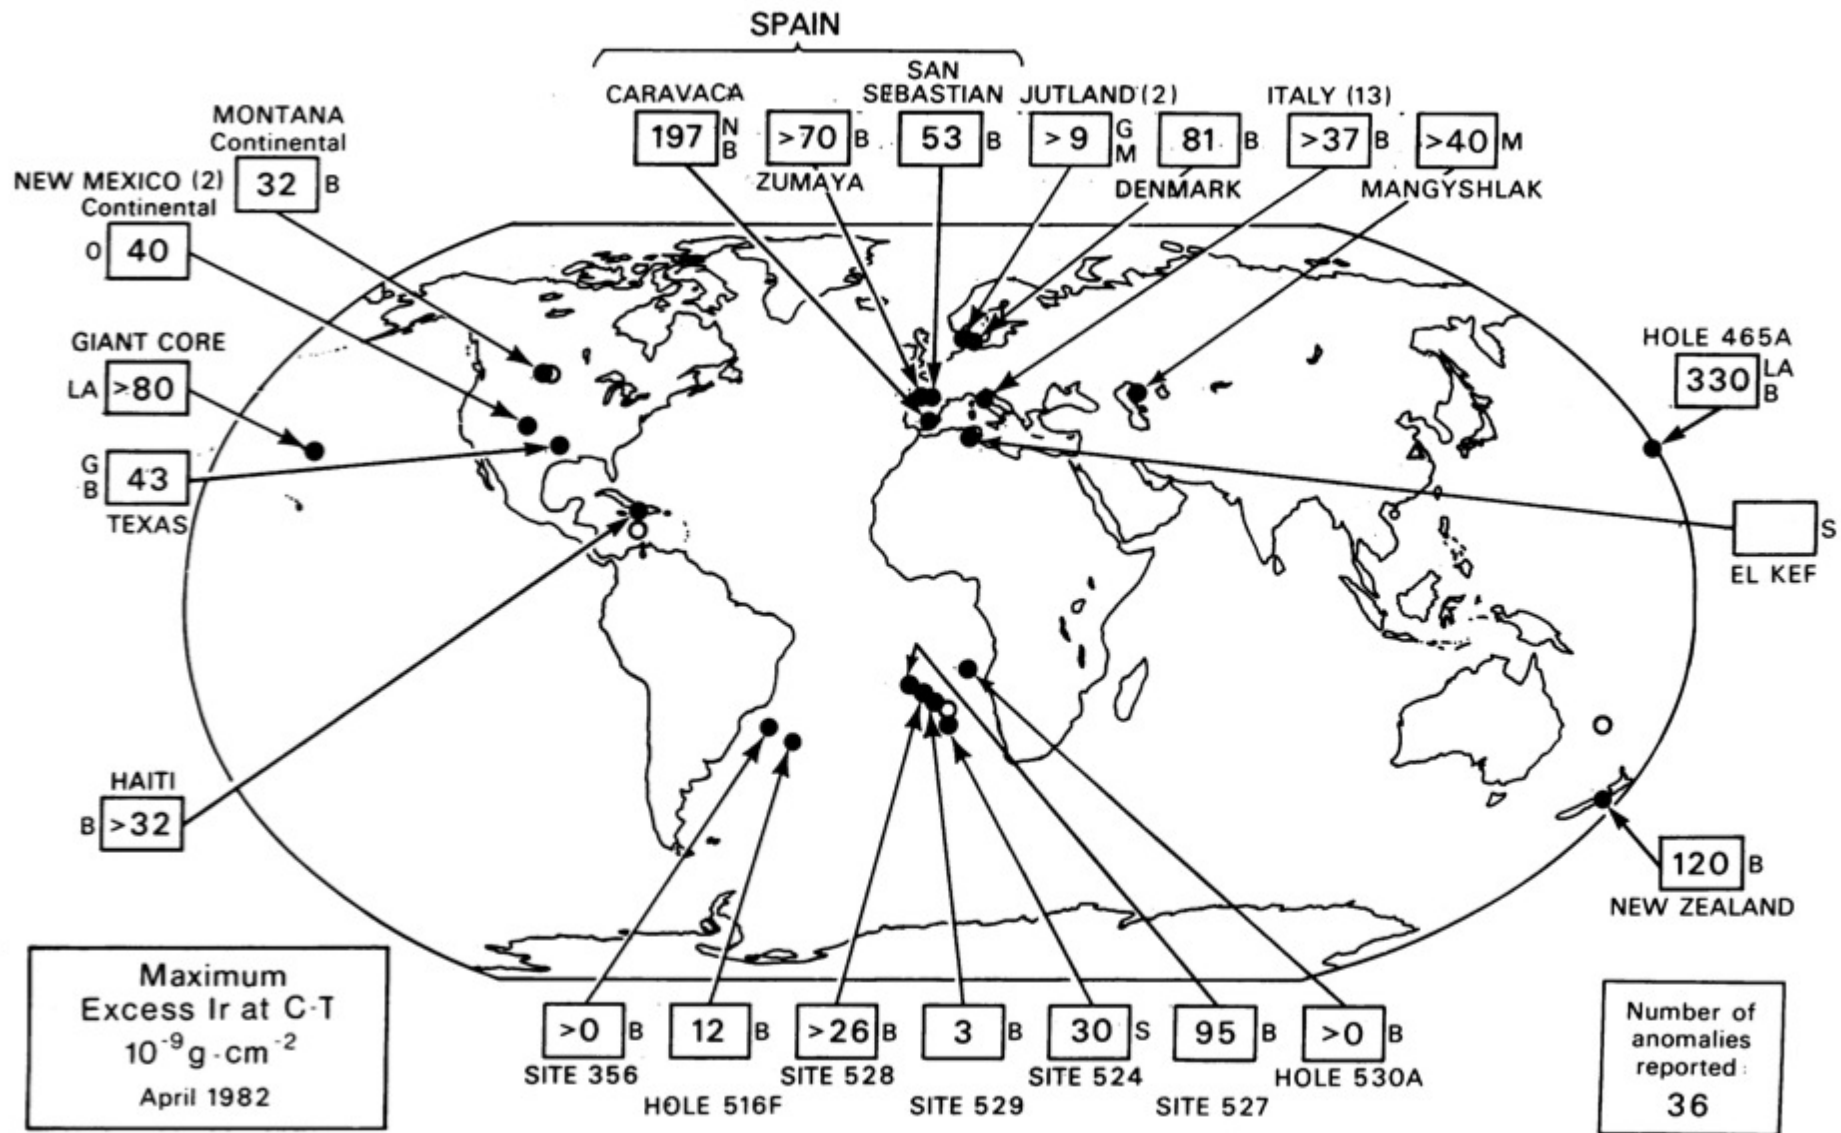 SPAIN
CARAVACA
197 N B
>70 B
ZUMAYA
SAN
SEBASTIAN
53 B
JUTLAND (2)
>9 G M
81 B
DENMARK
ITALY (13)
>37 B
>40 M
MANGYSHLAK
MONTANA
Continental
32 B
NEW MEXICO (2)
Continental
O 40
GIANT CORE
LA >80
G B 43
TEXAS
HOLE 465A
330 LA B
S
EL KEF
HAITI
B >32
120 B
NEW ZEALAND
>0 B
SITE 356
12 B
HOLE 516F
>26 B
SITE 528
3 B
SITE 529
30 S
SITE 524
95 B
SITE 527
>0 B
HOLE 530A
Maximum
Excess Ir at C-T
10⁻⁹ g·cm⁻²
April 1982
Number of
anomalies
reported:
36